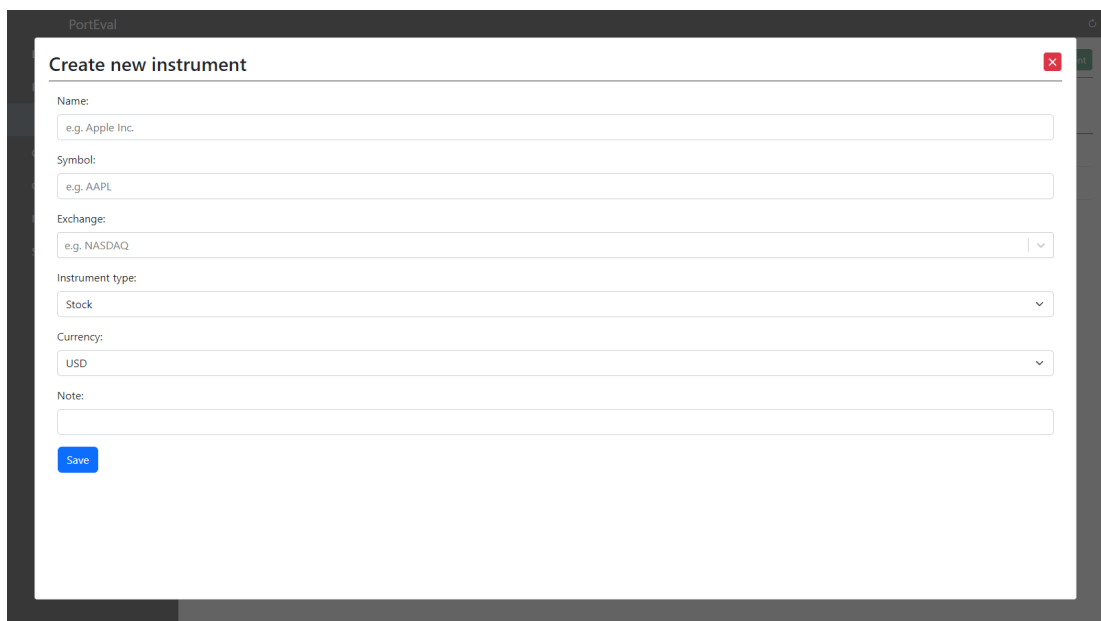 PortEval
Create new instrument
Name:
e.g. Apple Inc.
Symbol:
e.g. AAPL
Exchange:
e.g. NASDAQ
Instrument type:
Stock
Currency:
USD
Note:
Save